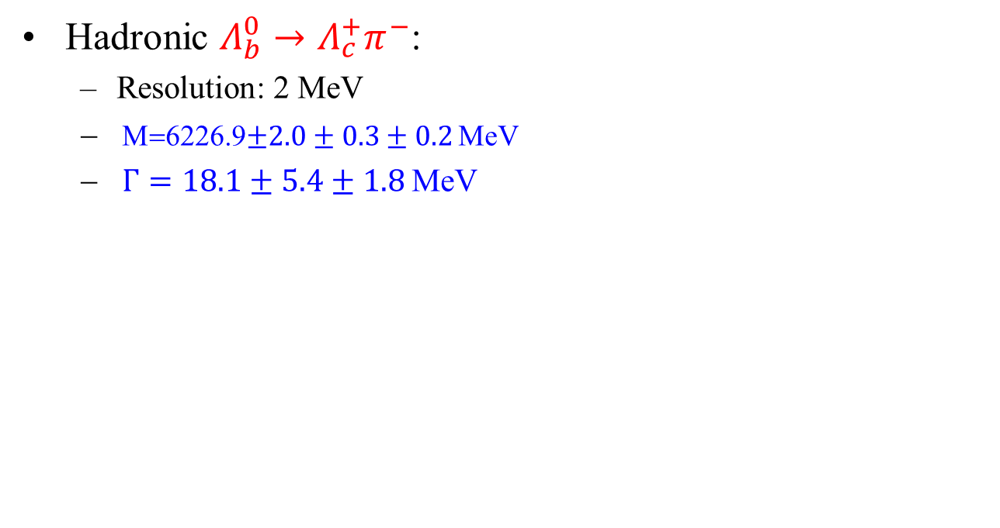 • Hadronic Λ_b^0 → Λ_c^+ π^-:
– Resolution: 2 MeV
– M=6226.9±2.0 ± 0.3 ± 0.2 MeV
– Γ = 18.1 ± 5.4 ± 1.8 MeV